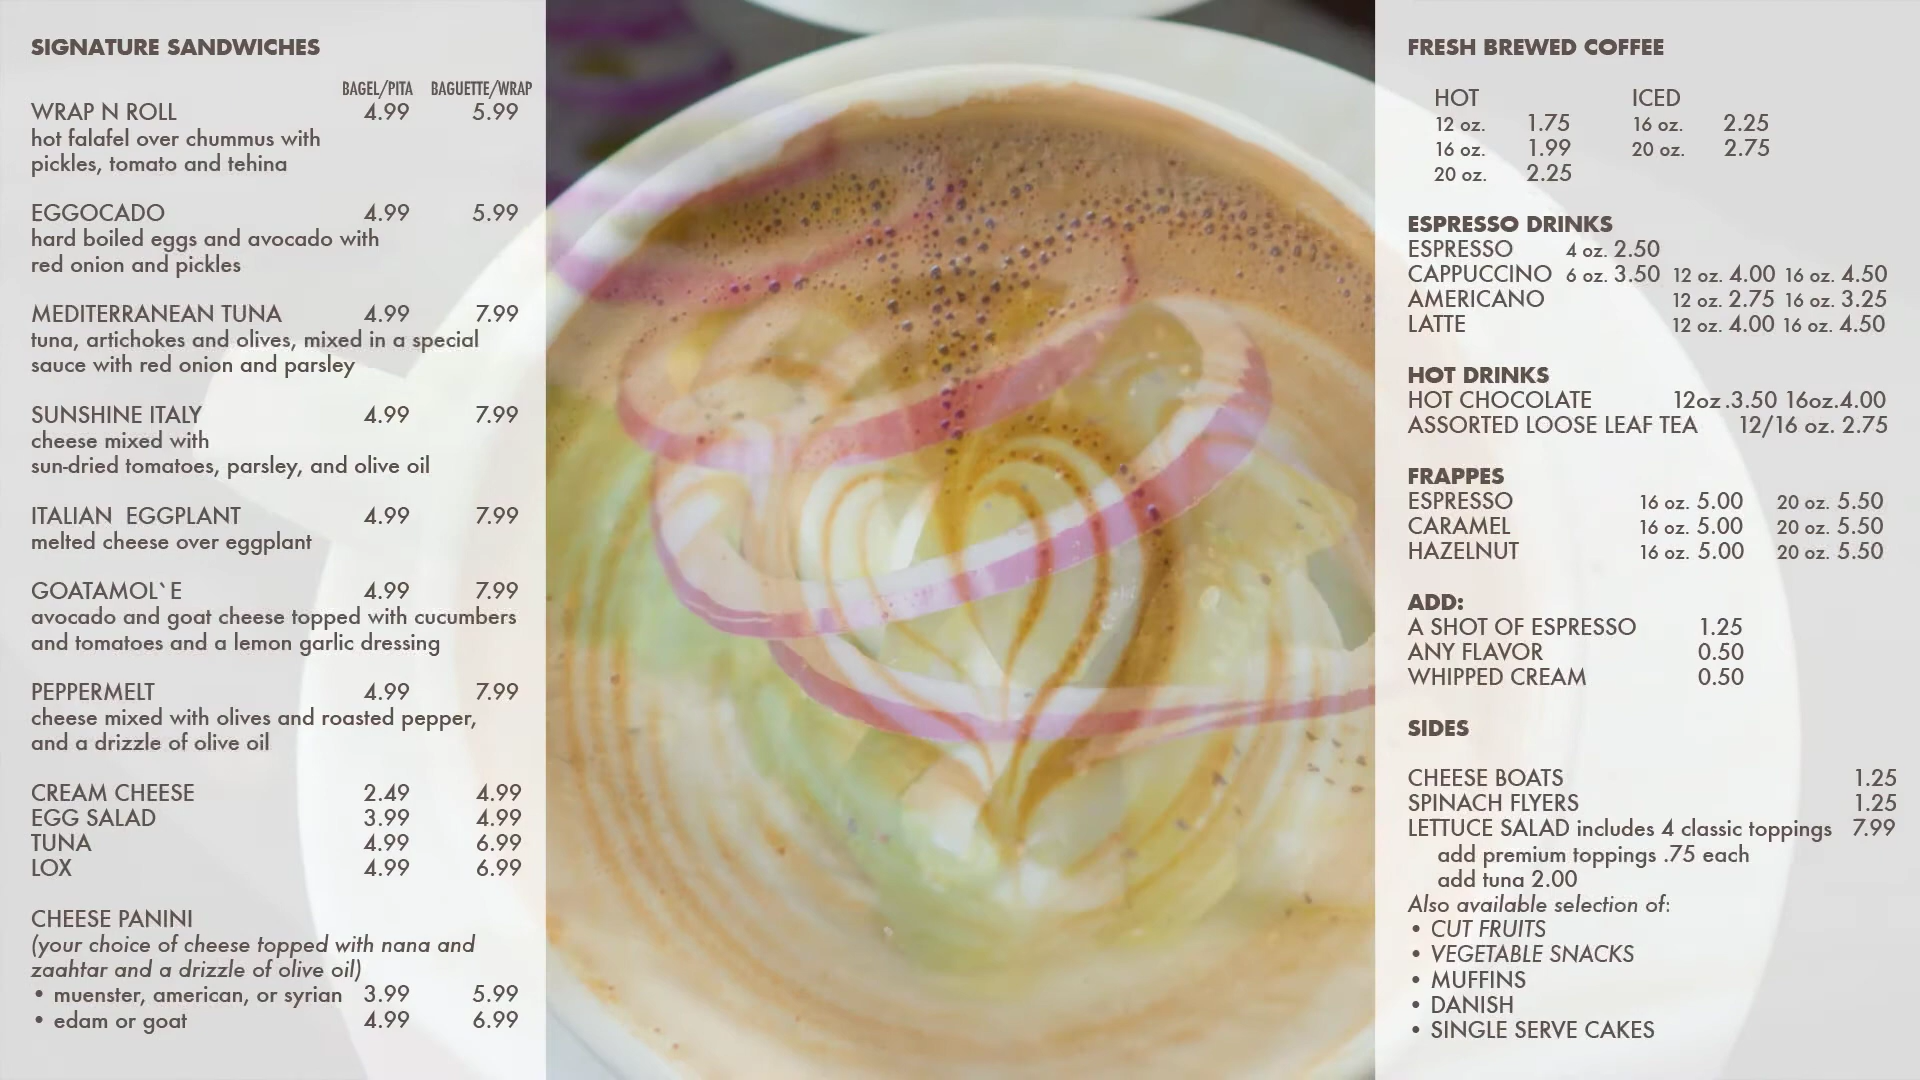 SIGNATURE SANDWICHES
BAGEL/PITA BAGUETTE/WRAP
WRAP N ROLL 4.99 5.99
hot falafel over chummus with
pickles, tomato and tehina
EGGOCADO 4.99 5.99
hard boiled eggs and avocado with
red onion and pickles
MEDITERRANEAN TUNA 4.99 7.99
tuna, artichokes and olives, mixed in a special
sauce with red onion and parsley
SUNSHINE ITALY 4.99 7.99
cheese mixed with
sun-dried tomatoes, parsley, and olive oil
ITALIAN EGGPLANT 4.99 7.99
melted cheese over eggplant
GOATAMOL`E 4.99 7.99
avocado and goat cheese topped with cucumbers
and tomatoes and a lemon garlic dressing
PEPPERMELT 4.99 7.99
cheese mixed with olives and roasted pepper,
and a drizzle of olive oil
CREAM CHEESE 2.49 4.99
EGG SALAD 3.99 4.99
TUNA 4.99 6.99
LOX 4.99 6.99
CHEESE PANINI
(your choice of cheese topped with nana and
zaahtar and a drizzle of olive oil)
• muenster, american, or syrian 3.99 5.99
• edam or goat 4.99 6.99
FRESH BREWED COFFEE
HOT ICED
12 oz. 1.75 16 oz. 2.25
16 oz. 1.99 20 oz. 2.75
20 oz. 2.25
ESPRESSO DRINKS
ESPRESSO 4 oz. 2.50
CAPPUCCINO 6 oz. 3.50 12 oz. 4.00 16 oz. 4.50
AMERICANO 12 oz. 2.75 16 oz. 3.25
LATTE 12 oz. 4.00 16 oz. 4.50
HOT DRINKS
HOT CHOCOLATE 12oz.3.50 16oz.4.00
ASSORTED LOOSE LEAF TEA 12/16 oz. 2.75
FRAPPES
ESPRESSO 16 oz. 5.00 20 oz. 5.50
CARAMEL 16 oz. 5.00 20 oz. 5.50
HAZELNUT 16 oz. 5.00 20 oz. 5.50
ADD:
A SHOT OF ESPRESSO 1.25
ANY FLAVOR 0.50
WHIPPED CREAM 0.50
SIDES
CHEESE BOATS 1.25
SPINACH FLYERS 1.25
LETTUCE SALAD includes 4 classic toppings 7.99
add premium toppings .75 each
add tuna 2.00
Also available selection of:
• CUT FRUITS
• VEGETABLE SNACKS
• MUFFINS
• DANISH
• SINGLE SERVE CAKES